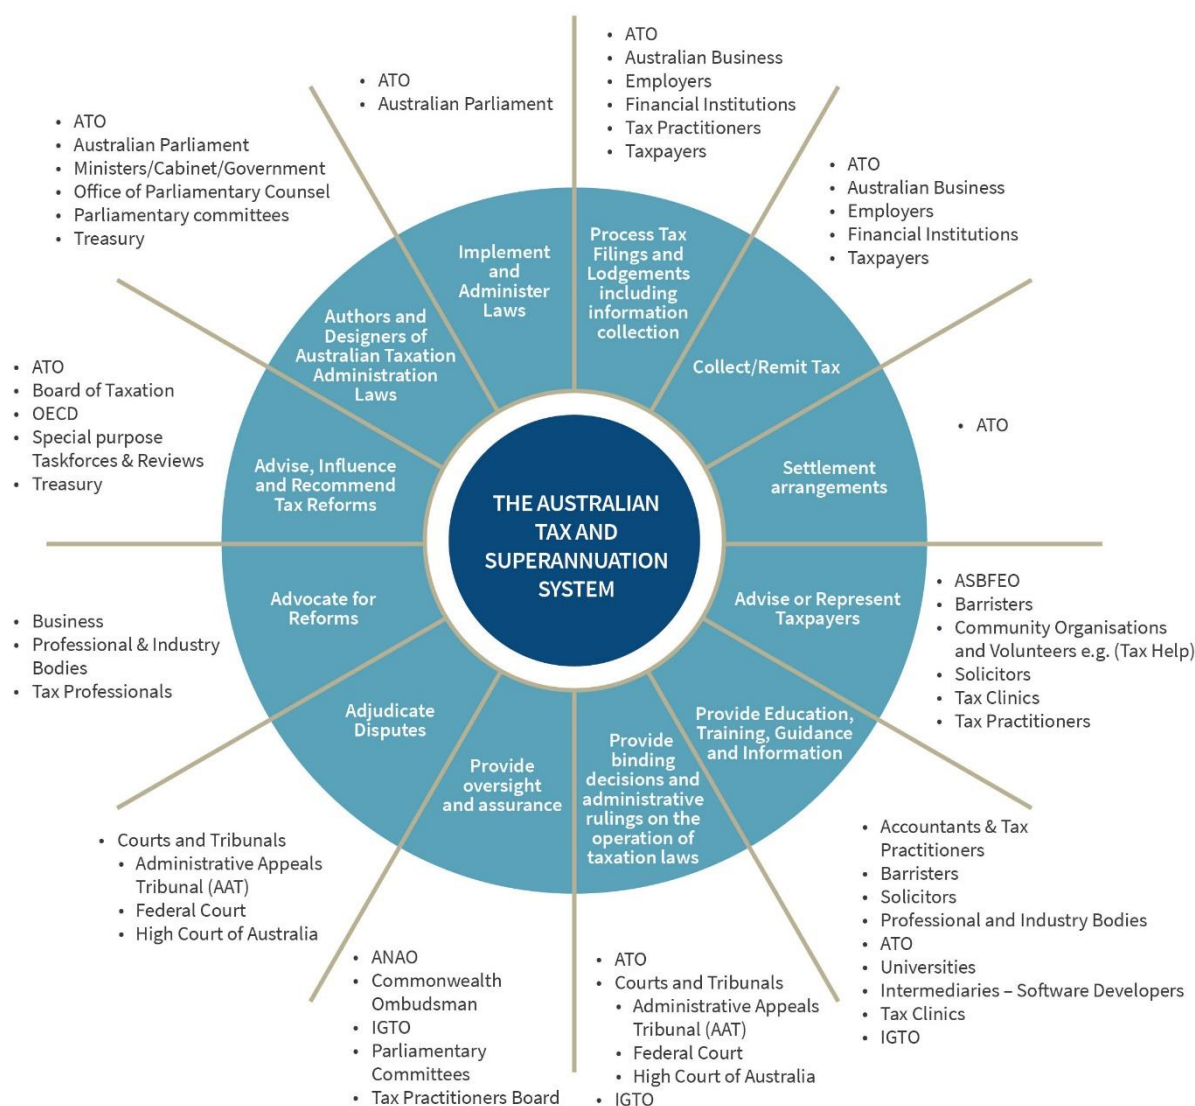 THE AUSTRALIAN
TAX AND
SUPERANNUATION
SYSTEM
Process Tax
Filings and
Lodgements
including
information
collection
• ATO
• Australian Business
• Employers
• Financial Institutions
• Tax Practitioners
• Taxpayers
Collect/Remit Tax
• ATO
• Australian Business
• Employers
• Financial Institutions
• Taxpayers
Settlement
arrangements
• ATO
Advise or Represent
Taxpayers
• ASBFEO
• Barristers
• Community Organisations
and Volunteers e.g. (Tax Help)
• Solicitors
• Tax Clinics
• Tax Practitioners
Provide Education,
Training, Guidance
and Information
• Accountants & Tax
Practitioners
• Barristers
• Solicitors
• Professional and Industry Bodies
• ATO
• Universities
• Intermediaries – Software Developers
• Tax Clinics
• IGTO
Provide
binding
decisions and
administrative
rulings on the
operation of
taxation laws
• ATO
• Courts and Tribunals
• Administrative Appeals
Tribunal (AAT)
• Federal Court
• High Court of Australia
• IGTO
Provide
oversight
and assurance
• ANAO
• Commonwealth
Ombudsman
• IGTO
• Parliamentary
Committees
• Tax Practitioners Board
Adjudicate
Disputes
• Courts and Tribunals
• Administrative Appeals
Tribunal (AAT)
• Federal Court
• High Court of Australia
Advocate for
Reforms
• Business
• Professional & Industry
Bodies
• Tax Professionals
Advise, Influence
and Recommend
Tax Reforms
• ATO
• Board of Taxation
• OECD
• Special purpose
Taskforces & Reviews
• Treasury
Authors and
Designers of
Australian Taxation
Administration
Laws
• ATO
• Australian Parliament
• Ministers/Cabinet/Government
• Office of Parliamentary Counsel
• Parliamentary committees
• Treasury
Implement
and
Administer
Laws
• ATO
• Australian Parliament